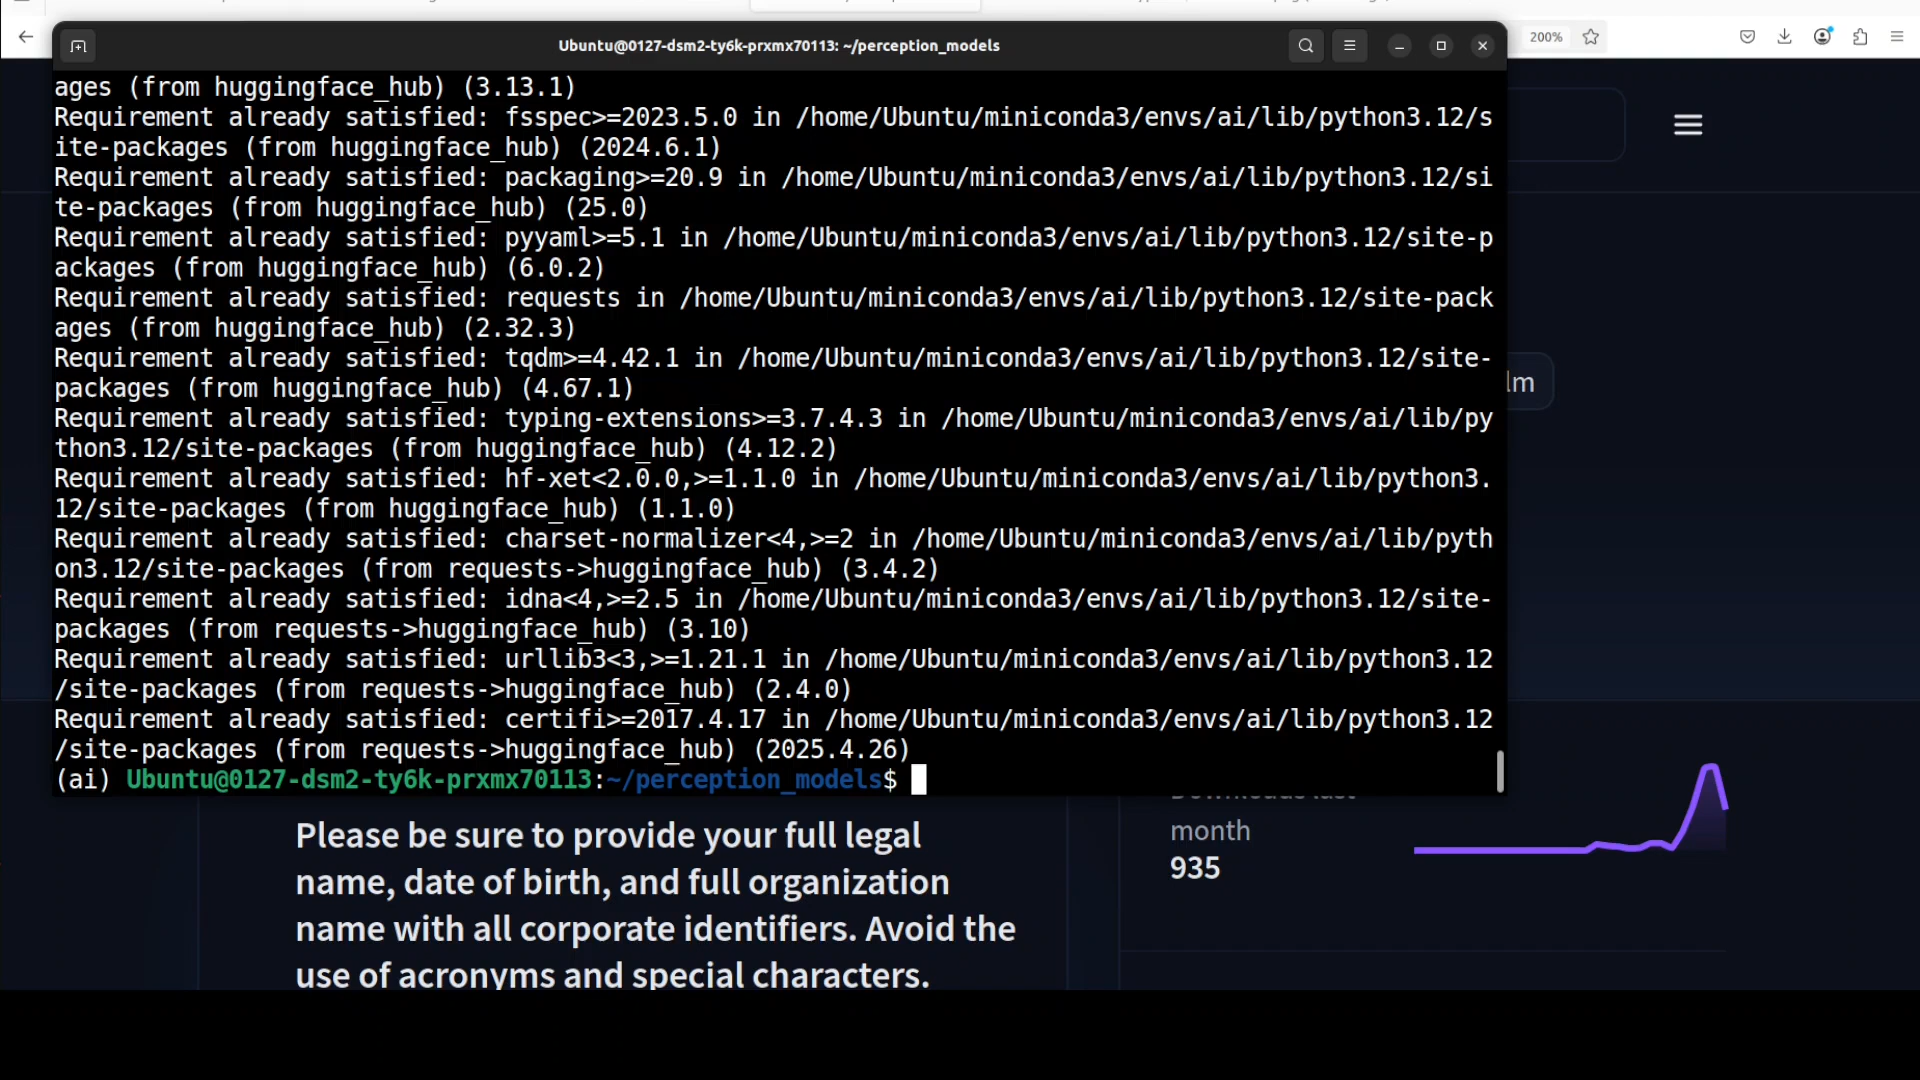 Ubuntu@0127-dsm2-ty6k-prxmx70113: ~/perception_models
200%
ages (from huggingface_hub) (3.13.1)
Requirement already satisfied: fsspec>=2023.5.0 in /home/Ubuntu/miniconda3/envs/ai/lib/python3.12/s
ite-packages (from huggingface_hub) (2024.6.1)
Requirement already satisfied: packaging>=20.9 in /home/Ubuntu/miniconda3/envs/ai/lib/python3.12/si
te-packages (from huggingface_hub) (25.0)
Requirement already satisfied: pyyaml>=5.1 in /home/Ubuntu/miniconda3/envs/ai/lib/python3.12/site-p
ackages (from huggingface_hub) (6.0.2)
Requirement already satisfied: requests in /home/Ubuntu/miniconda3/envs/ai/lib/python3.12/site-pack
ages (from huggingface_hub) (2.32.3)
Requirement already satisfied: tqdm>=4.42.1 in /home/Ubuntu/miniconda3/envs/ai/lib/python3.12/site-
packages (from huggingface_hub) (4.67.1)
lm
Requirement already satisfied: typing-extensions>=3.7.4.3 in /home/Ubuntu/miniconda3/envs/ai/lib/py
thon3.12/site-packages (from huggingface_hub) (4.12.2)
Requirement already satisfied: hf-xet<2.0.0,>=1.1.0 in /home/Ubuntu/miniconda3/envs/ai/lib/python3.
12/site-packages (from huggingface_hub) (1.1.0)
Requirement already satisfied: charset-normalizer<4,>=2 in /home/Ubuntu/miniconda3/envs/ai/lib/pyth
on3.12/site-packages (from requests->huggingface_hub) (3.4.2)
Requirement already satisfied: idna<4,>=2.5 in /home/Ubuntu/miniconda3/envs/ai/lib/python3.12/site-
packages (from requests->huggingface_hub) (3.10)
Requirement already satisfied: urllib3<3,>=1.21.1 in /home/Ubuntu/miniconda3/envs/ai/lib/python3.12
/site-packages (from requests->huggingface_hub) (2.4.0)
Requirement already satisfied: certifi>=2017.4.17 in /home/Ubuntu/miniconda3/envs/ai/lib/python3.12
/site-packages (from requests->huggingface_hub) (2025.4.26)
(ai) Ubuntu@0127-dsm2-ty6k-prxmx70113:~/perception_models$
Please be sure to provide your full legal
name, date of birth, and full organization
name with all corporate identifiers. Avoid the
use of acronyms and special characters.
Downloads last
month
935